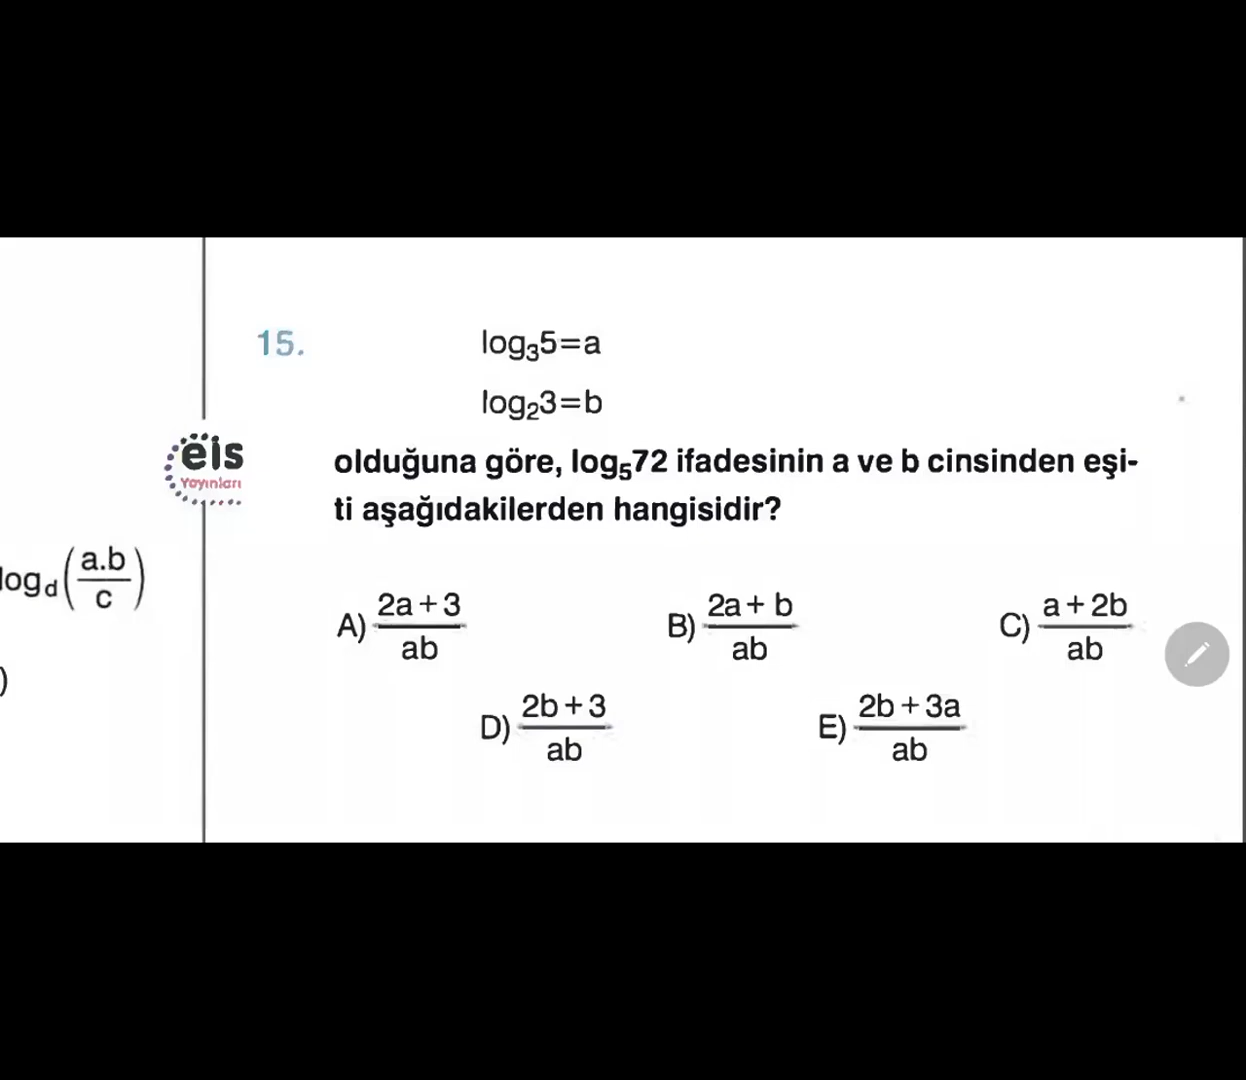 15.
log₃5=a
log₂3=b
eis
Yayınları
olduğuna göre, log₅72 ifadesinin a ve b cinsinden eşi-
ti aşağıdakilerden hangisidir?
log_d(a.b/c)
)
A) 2a+3/ab B) 2a+b/ab C) a+2b/ab
D) 2b+3/ab E) 2b+3a/ab